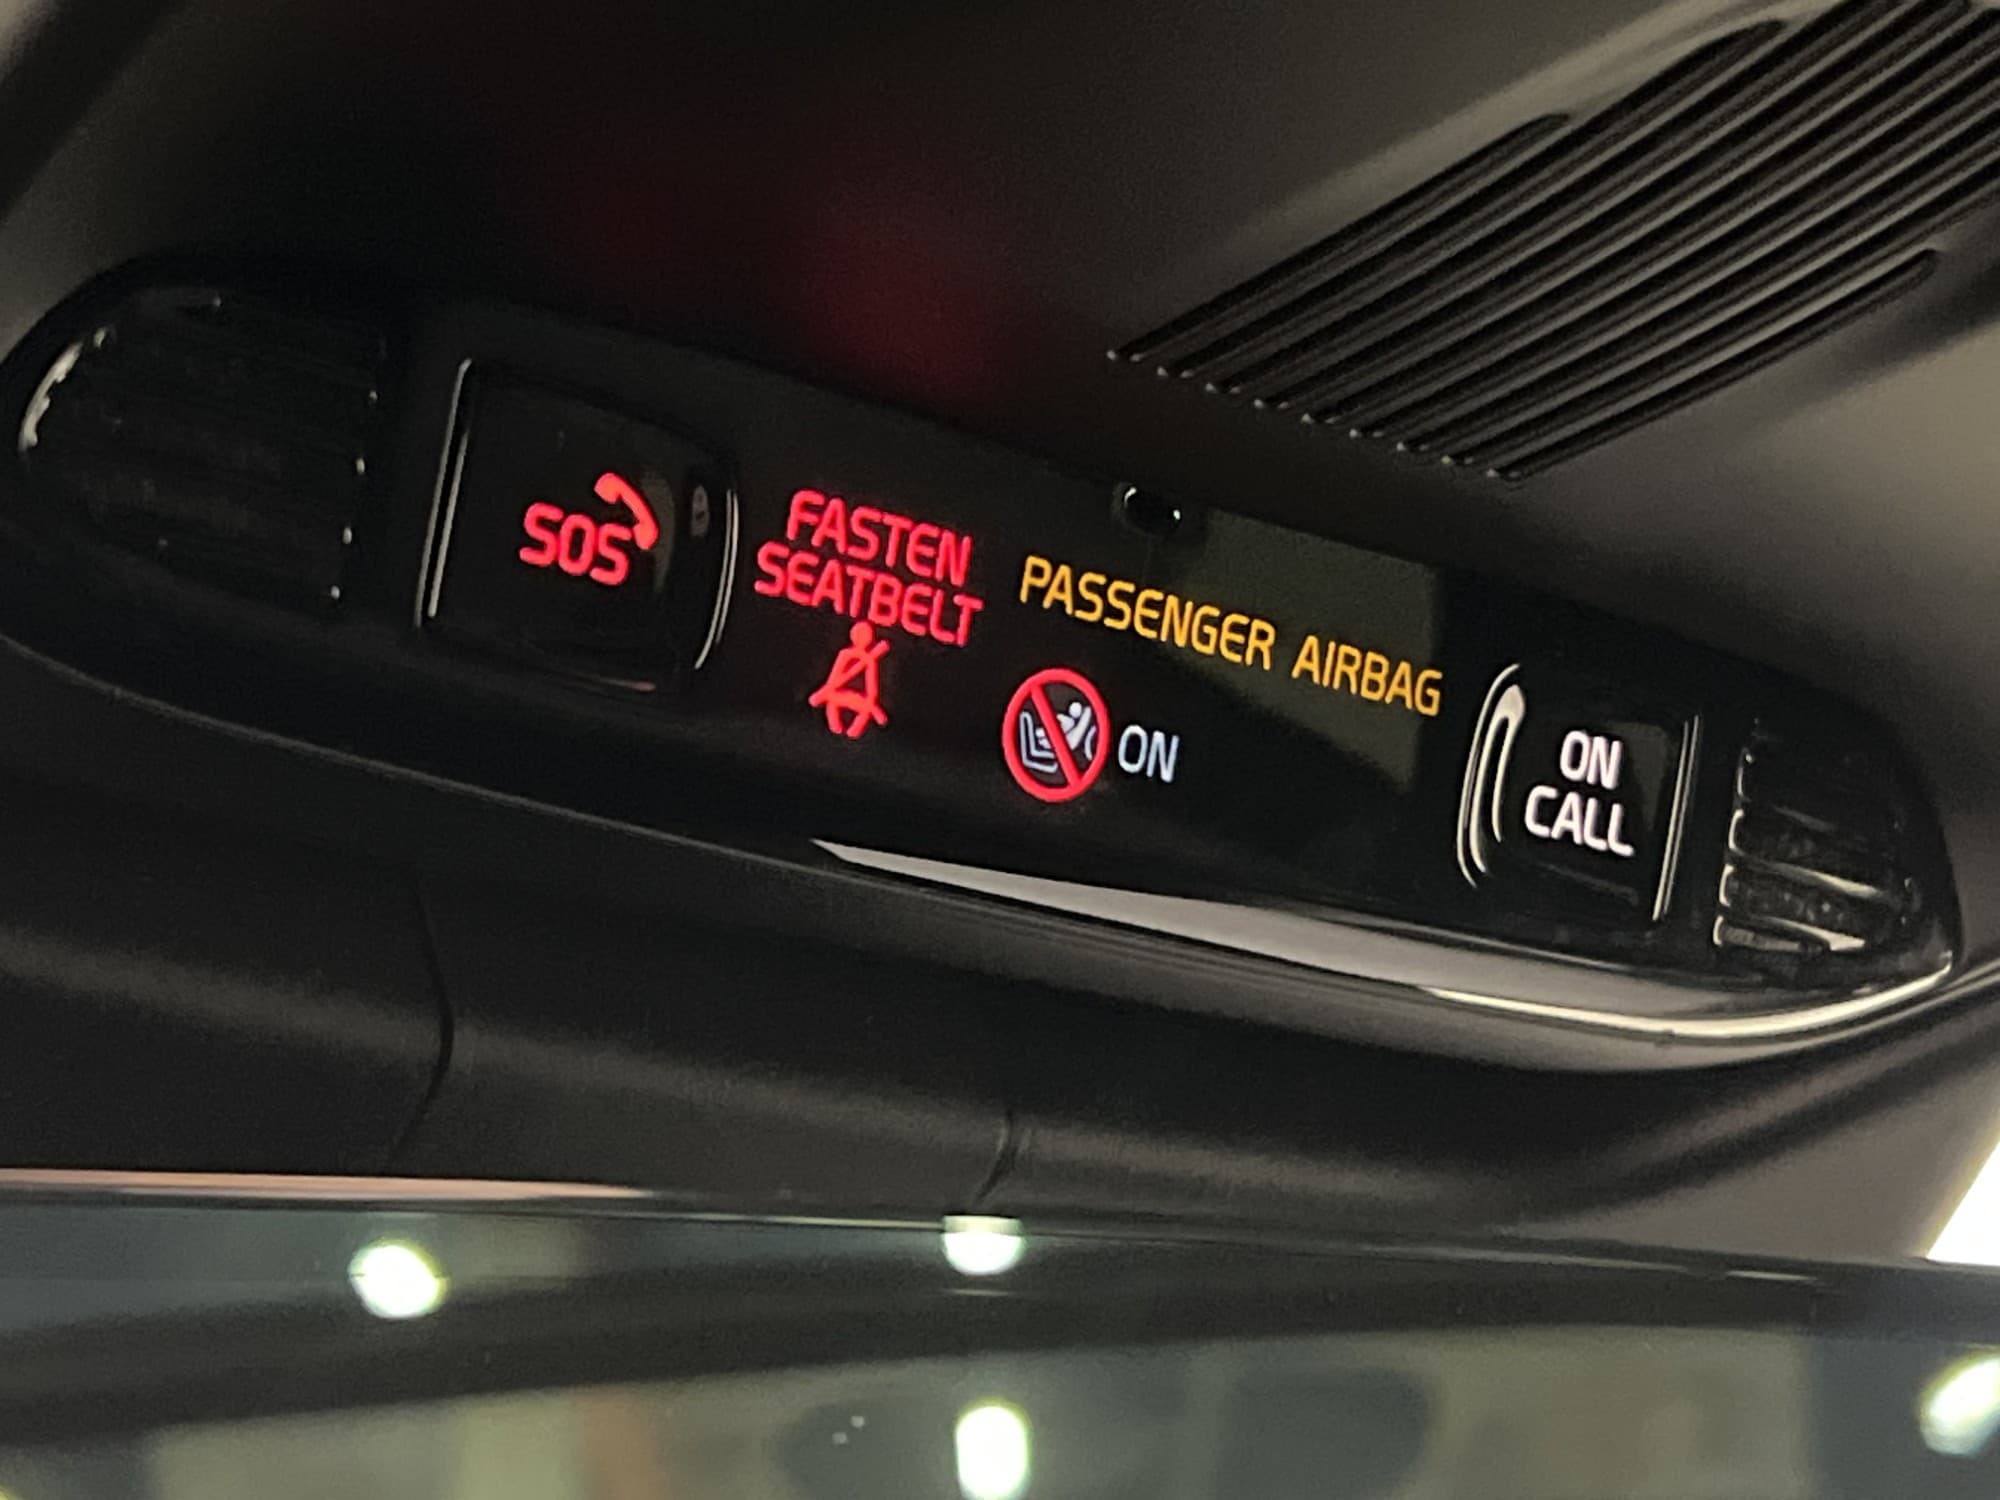 SOS
FASTEN
SEATBELT
PASSENGER AIRBAG
ON
ON
CALL